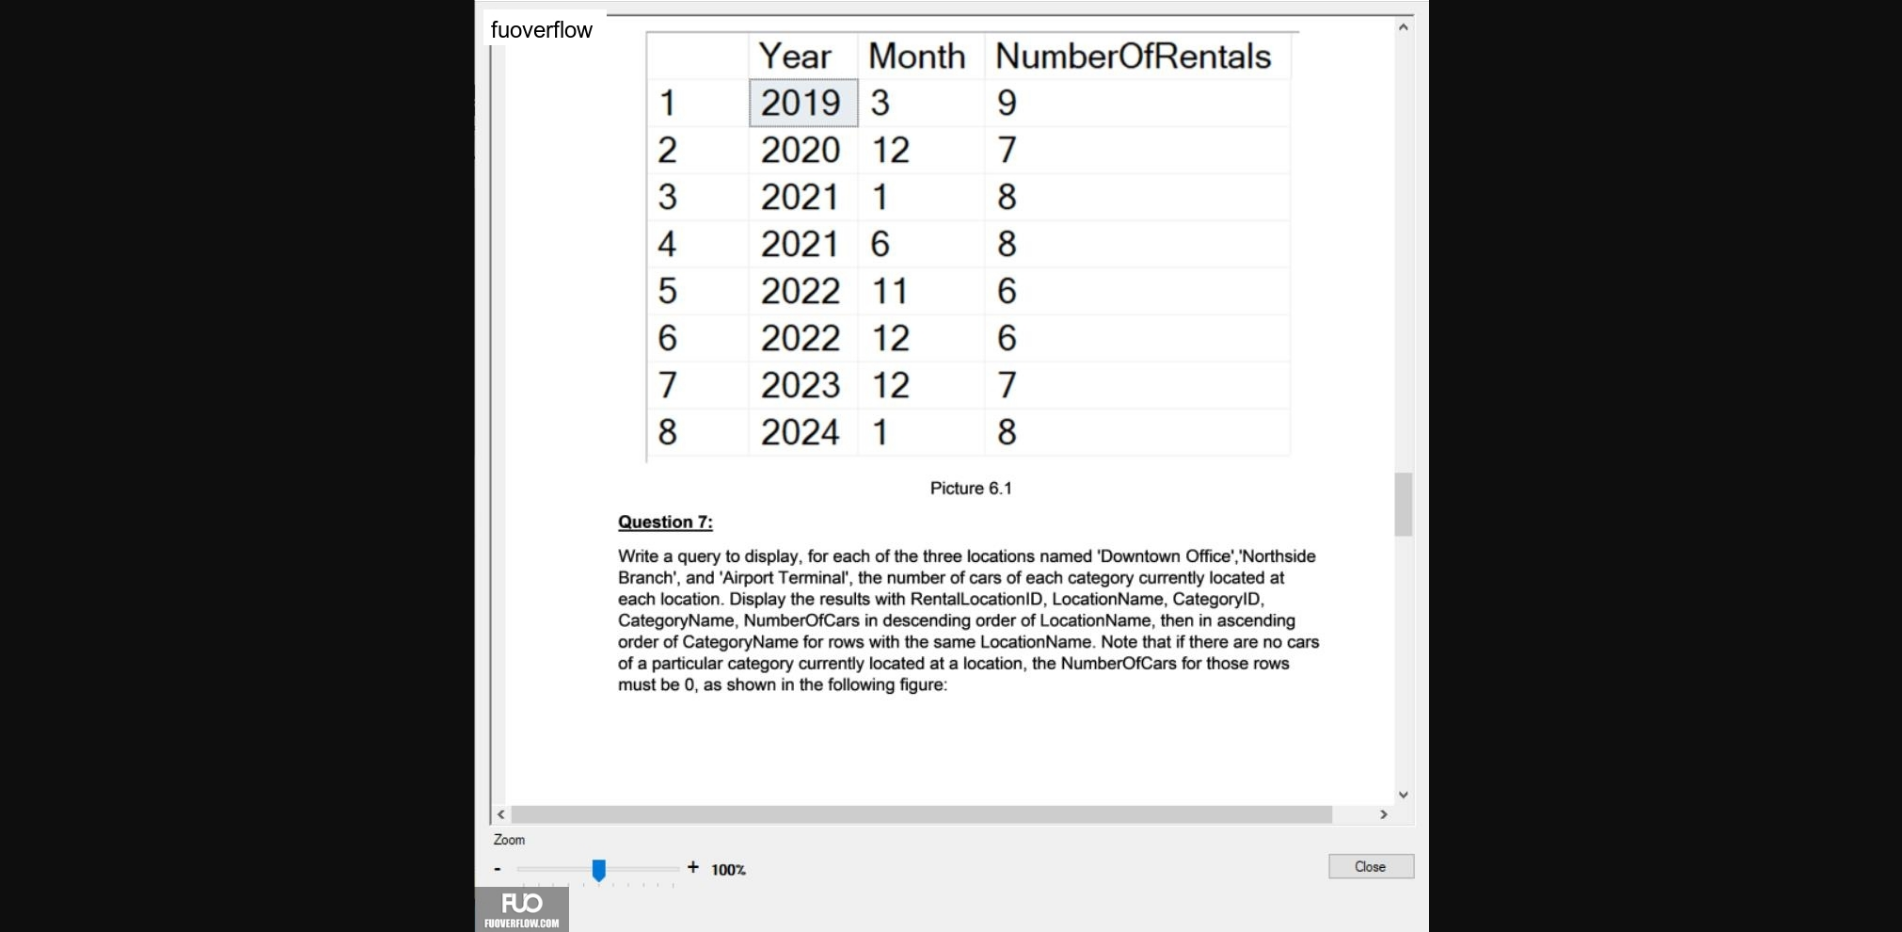 fuoverflow
Year Month NumberOfRentals
1 2019 3 9
2 2020 12 7
3 2021 1 8
4 2021 6 8
5 2022 11 6
6 2022 12 6
7 2023 12 7
8 2024 1 8
Picture 6.1
Question 7:
Write a query to display, for each of the three locations named 'Downtown Office','Northside
Branch', and 'Airport Terminal', the number of cars of each category currently located at
each location. Display the results with RentalLocationID, LocationName, CategoryID,
CategoryName, NumberOfCars in descending order of LocationName, then in ascending
order of CategoryName for rows with the same LocationName. Note that if there are no cars
of a particular category currently located at a location, the NumberOfCars for those rows
must be 0, as shown in the following figure:
Zoom
- + 100%
Close
FUO
FUOVERFLOW.COM